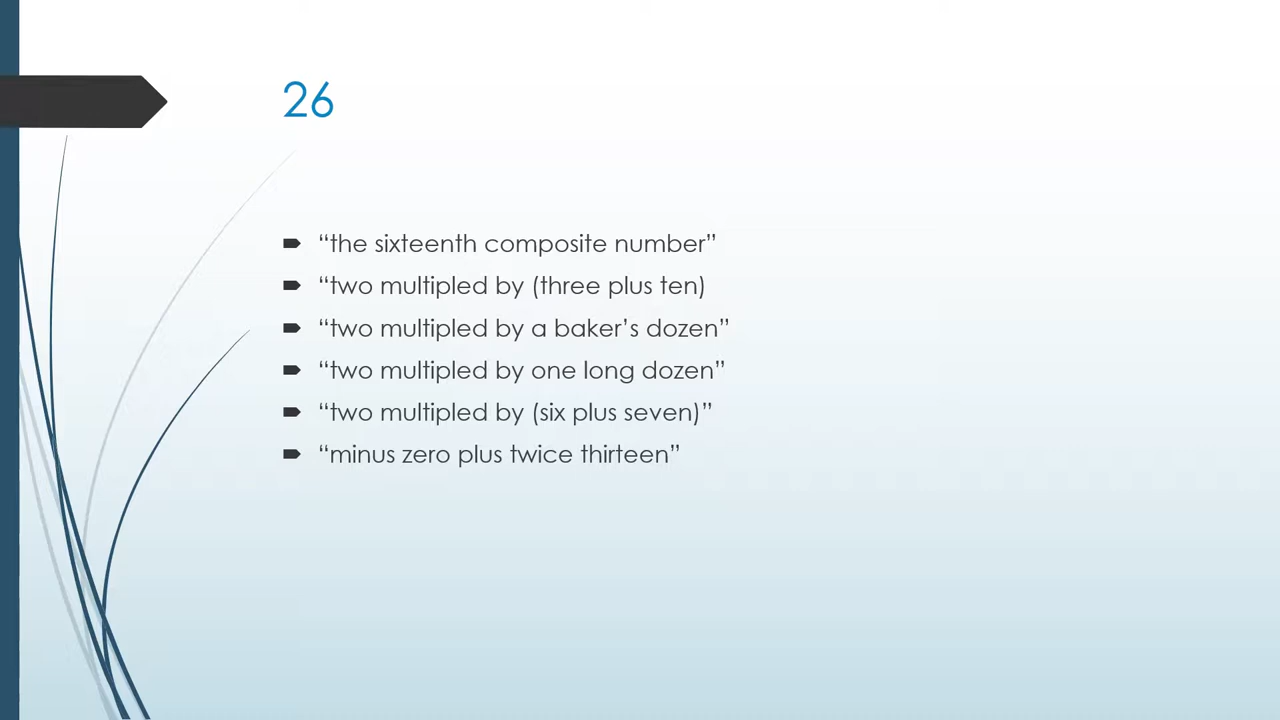 26
“the sixteenth composite number”
“two multipled by (three plus ten)
“two multipled by a baker’s dozen”
“two multipled by one long dozen”
“two multipled by (six plus seven)”
“minus zero plus twice thirteen”